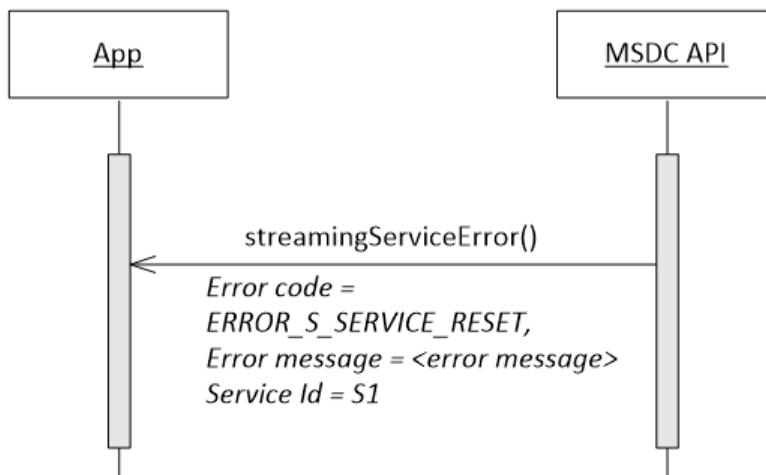 App
MSDC API
streamingServiceError()
Error code =
ERROR_S_SERVICE_RESET,
Error message = <error message>
Service Id = S1